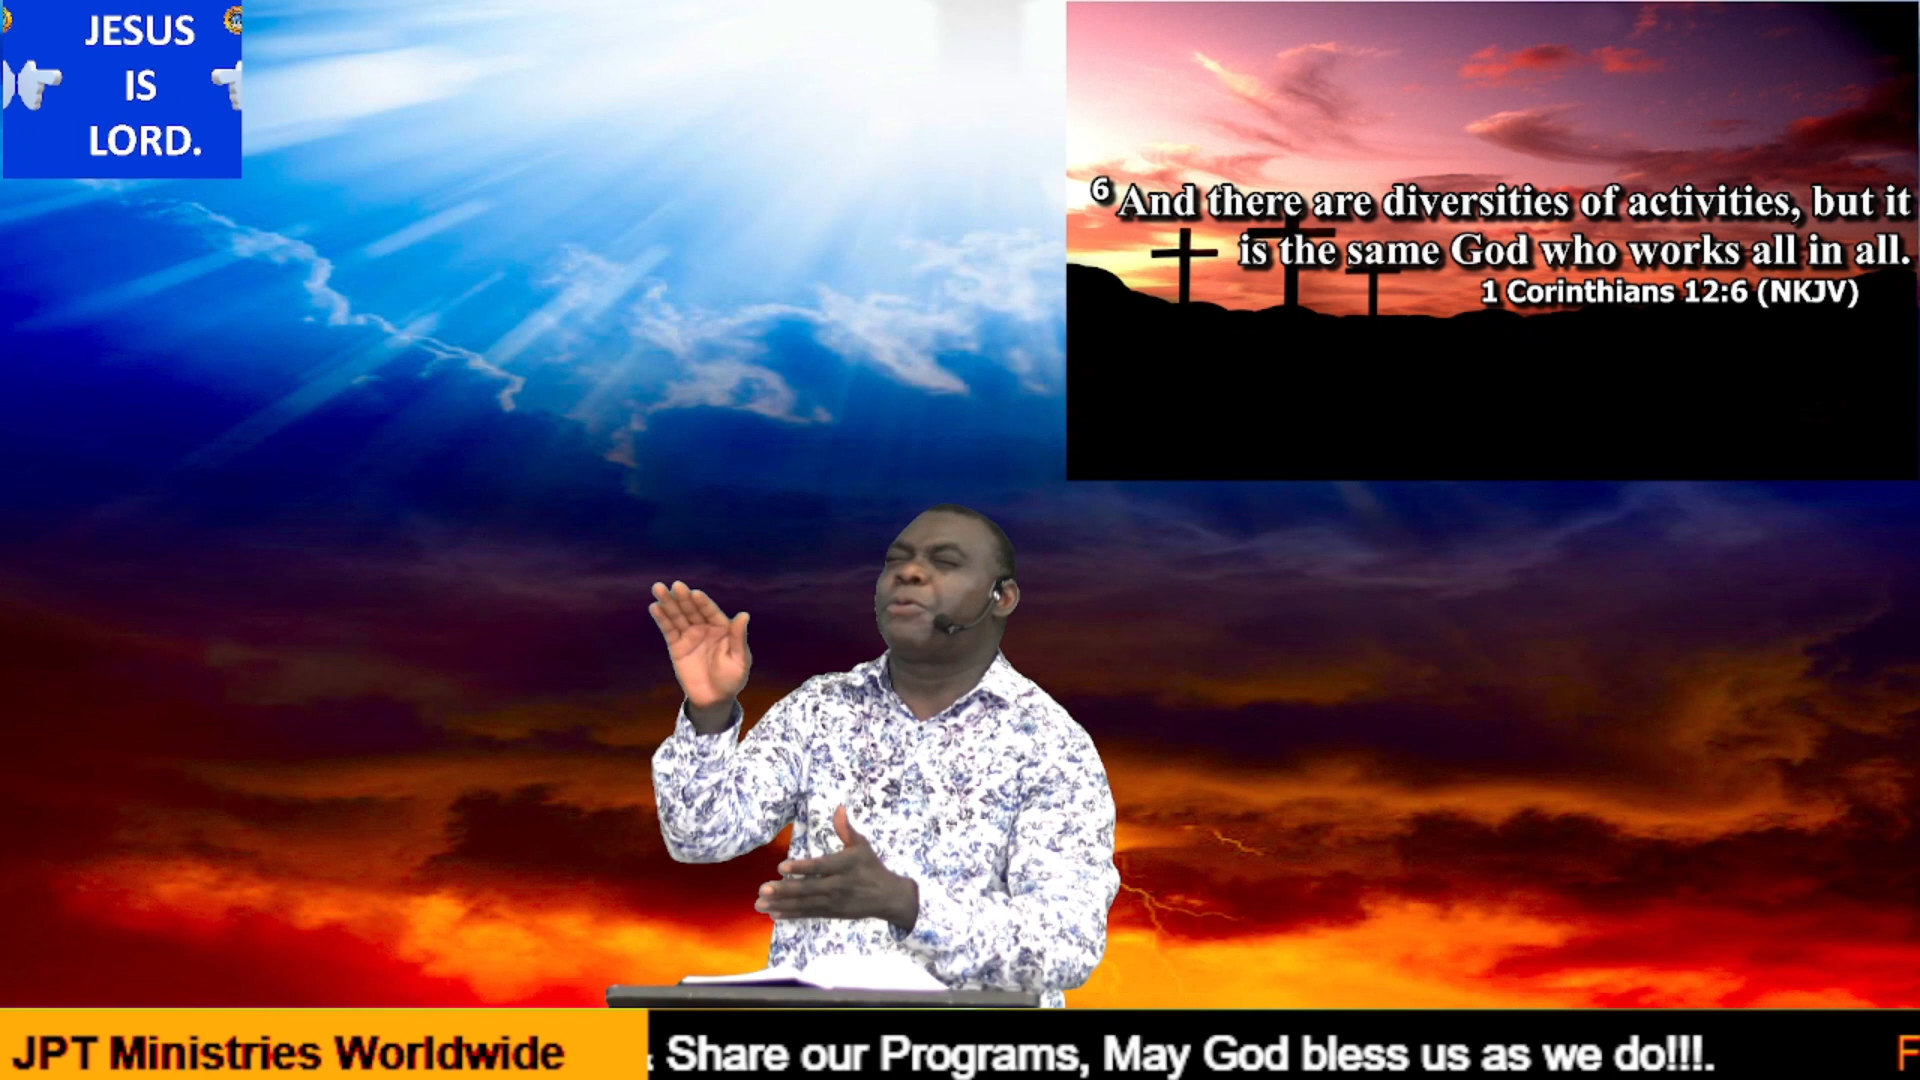 JESUS
IS
LORD.
6 And there are diversities of activities, but it
is the same God who works all in all.
1 Corinthians 12:6 (NKJV)
JPT Ministries Worldwide
Share our Programs, May God bless us as we do!!!.